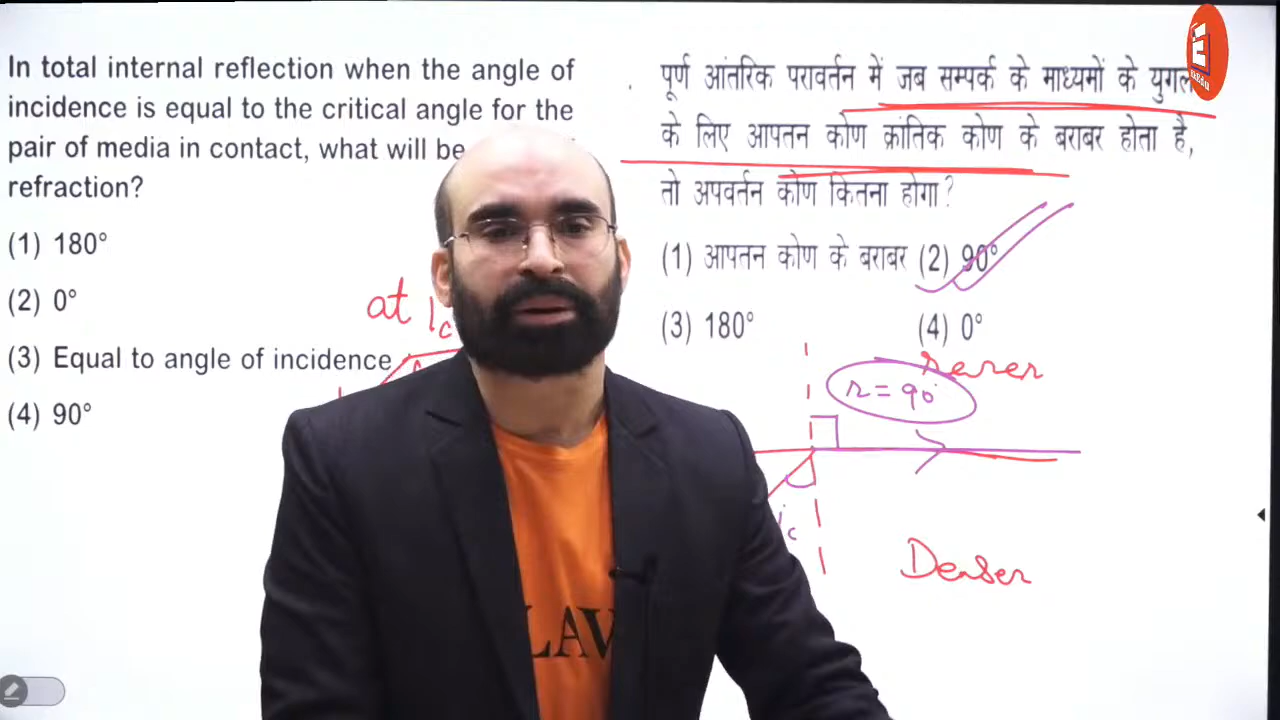 In total internal reflection when the angle of
incidence is equal to the critical angle for the
pair of media in contact, what will be
refraction?
(1) 180°
(2) 0°
(3) Equal to angle of incidence
(4) 90°
पूर्ण आंतरिक परावर्तन में जब सम्पर्क के माध्यमों के युगल
के लिए आपतन कोण क्रांतिक कोण के बराबर होता है,
तो अपवर्तन कोण कितना होगा?
(1) आपतन कोण के बराबर (2) 90°
(3) 180° (4) 0°
at ic
rarer
r = 90°
ic
Denser
LAV